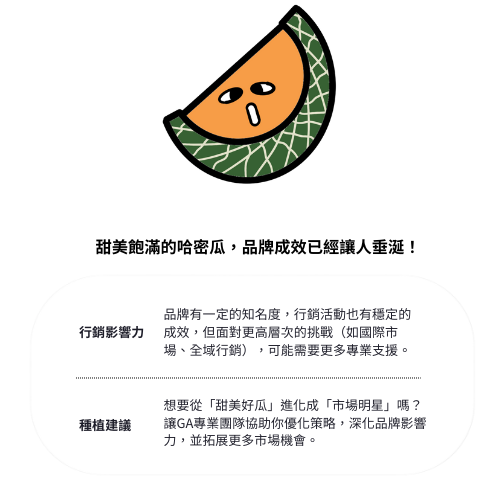 甜美飽滿的哈密瓜，品牌成效已經讓人垂涎！
行銷影響力
品牌有一定的知名度，行銷活動也有穩定的
成效，但面對更高層次的挑戰（如國際市
場、全域行銷），可能需要更多專業支援。
種植建議
想要從「甜美好瓜」進化成「市場明星」嗎？
讓GA專業團隊協助你優化策略，深化品牌影響
力，並拓展更多市場機會。